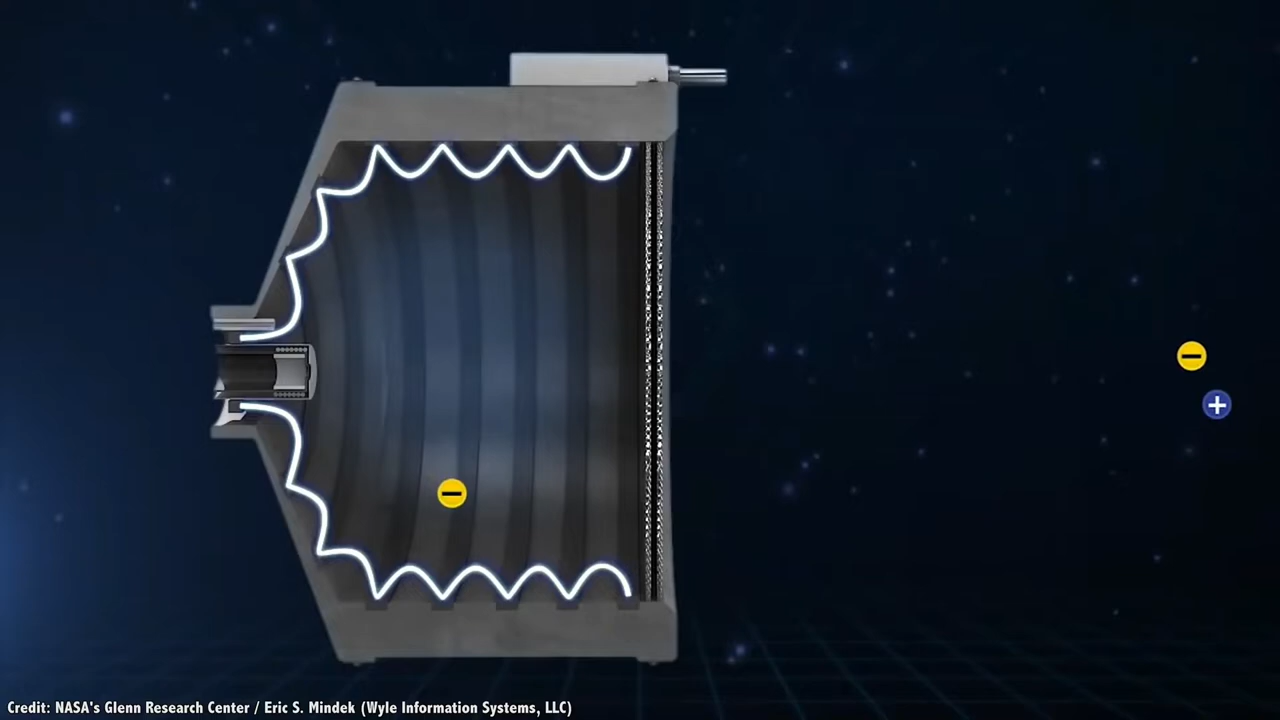 Credit: NASA's Glenn Research Center / Eric S. Mindek (Wyle Information Systems, LLC)